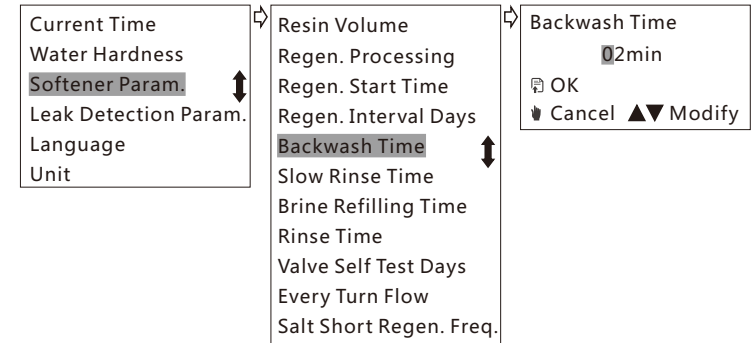 Current Time
Water Hardness
Softener Param.
Leak Detection Param.
Language
Unit
Resin Volume
Regen. Processing
Regen. Start Time
Regen. Interval Days
Backwash Time
Slow Rinse Time
Brine Refilling Time
Rinse Time
Valve Self Test Days
Every Turn Flow
Salt Short Regen. Freq.
Backwash Time
02min
OK
Cancel ▲▼ Modify